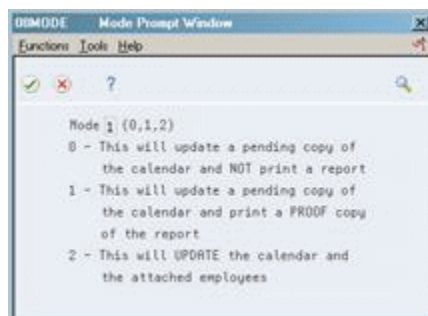 08MODE Mode Prompt Window
Functions Tools Help
?
Mode 1 (0,1,2)
0 - This will update a pending copy of
the calendar and NOT print a report
1 - This will update a pending copy of
the calendar and print a PROOF copy
of the report
2 - This will UPDATE the calendar and
the attached employees